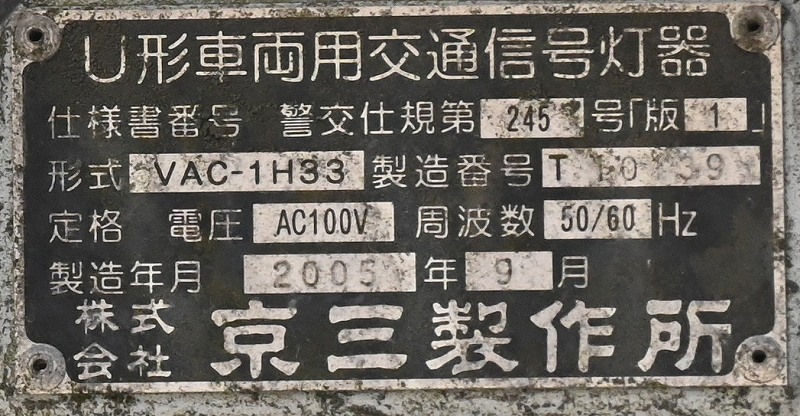 U形車両用交通信号灯器
仕様書番号 警交仕規第 245 号「版 1 」
形式 VAC-1H33 製造番号 T
定格 電圧 AC100V 周波数 50/60 Hz
製造年月 2005 年 9 月
株式会社 京三製作所